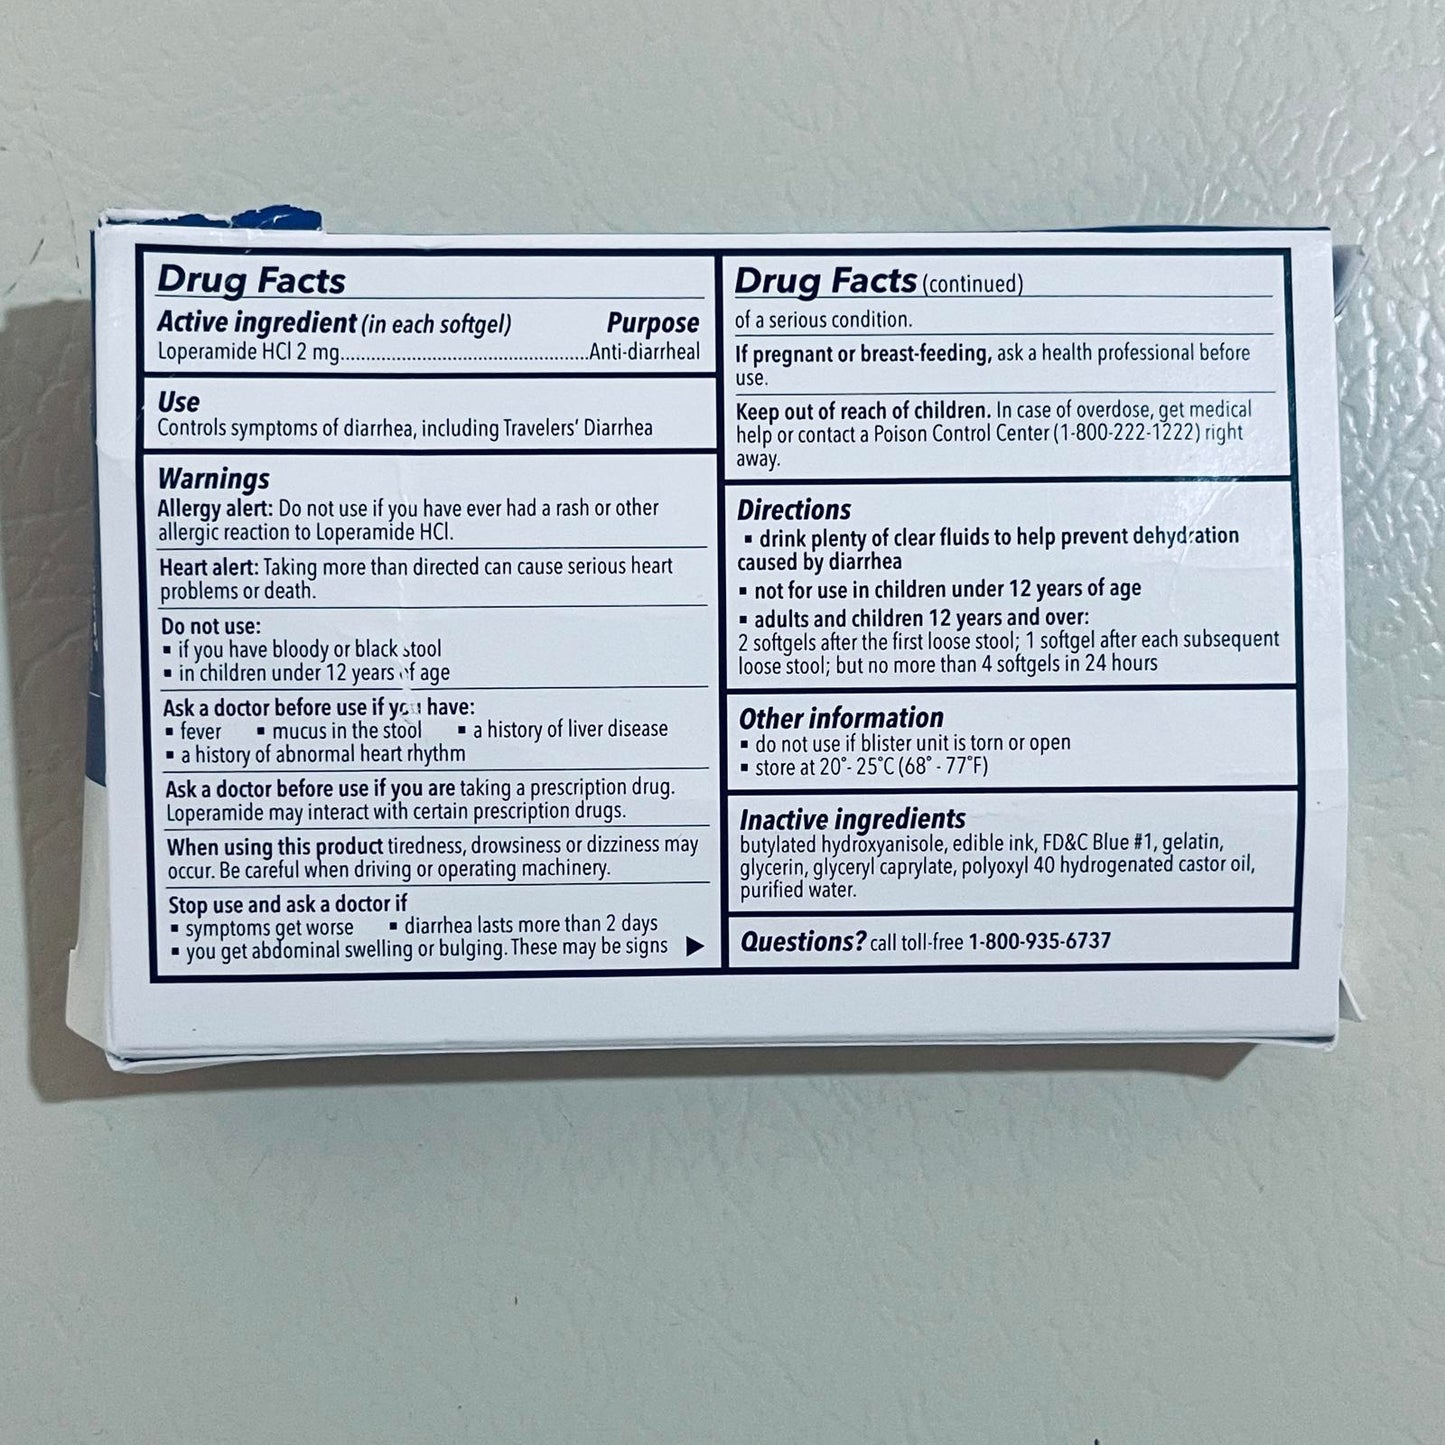 Drug Facts
Active ingredient (in each softgel) Purpose
Loperamide HCl 2 mg.................................................Anti-diarrheal
Use
Controls symptoms of diarrhea, including Travelers' Diarrhea
Warnings
Allergy alert: Do not use if you have ever had a rash or other
allergic reaction to Loperamide HCl.
Heart alert: Taking more than directed can cause serious heart
problems or death.
Do not use:
▪ if you have bloody or black stool
▪ in children under 12 years of age
Ask a doctor before use if you have:
▪ fever ▪ mucus in the stool ▪ a history of liver disease
▪ a history of abnormal heart rhythm
Ask a doctor before use if you are taking a prescription drug.
Loperamide may interact with certain prescription drugs.
When using this product tiredness, drowsiness or dizziness may
occur. Be careful when driving or operating machinery.
Stop use and ask a doctor if
▪ symptoms get worse ▪ diarrhea lasts more than 2 days
▪ you get abdominal swelling or bulging. These may be signs ▶
Drug Facts (continued)
of a serious condition.
If pregnant or breast-feeding, ask a health professional before
use.
Keep out of reach of children. In case of overdose, get medical
help or contact a Poison Control Center (1-800-222-1222) right
away.
Directions
▪ drink plenty of clear fluids to help prevent dehydration
caused by diarrhea
▪ not for use in children under 12 years of age
▪ adults and children 12 years and over:
2 softgels after the first loose stool; 1 softgel after each subsequent
loose stool; but no more than 4 softgels in 24 hours
Other information
▪ do not use if blister unit is torn or open
▪ store at 20°- 25°C (68° - 77°F)
Inactive ingredients
butylated hydroxyanisole, edible ink, FD&C Blue #1, gelatin,
glycerin, glyceryl caprylate, polyoxyl 40 hydrogenated castor oil,
purified water.
Questions? call toll-free 1-800-935-6737